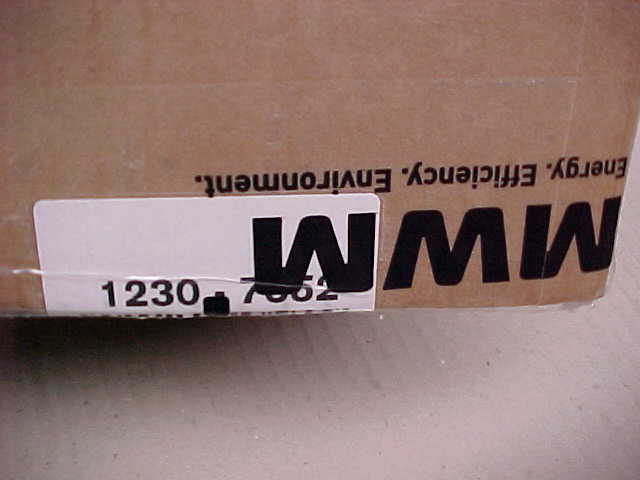 MWM
Energy. Efficiency. Environment.
1230